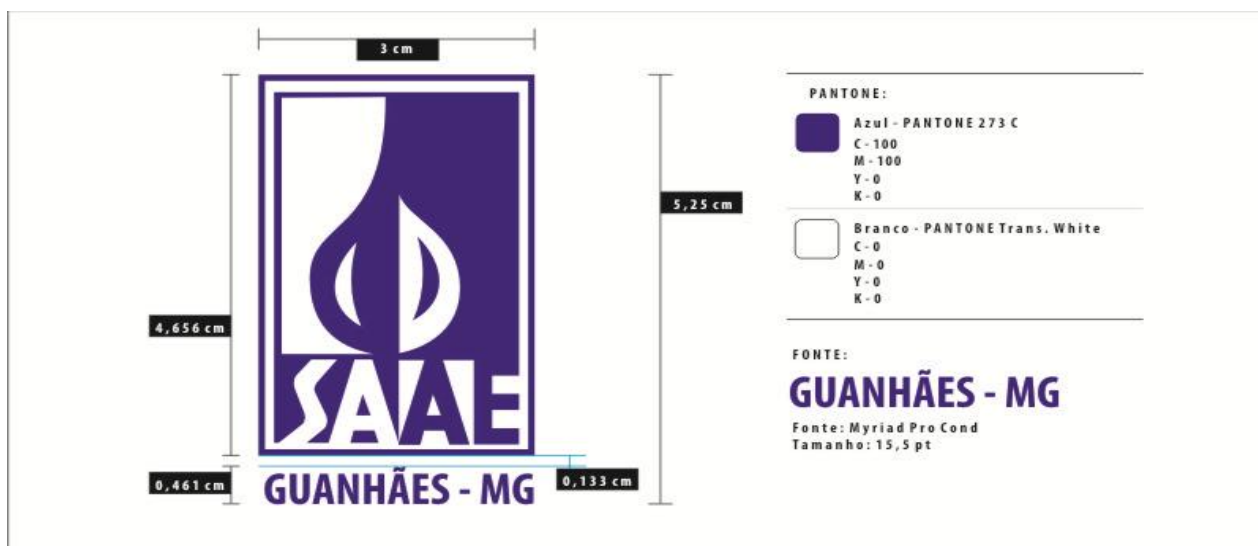 3 cm
5,25 cm
4,656 cm
SAAE
0,461 cm
GUANHÃES - MG
0,133 cm
PANTONE:
Azul - PANTONE 273 C
C - 100
M - 100
Y - 0
K - 0
Branco - PANTONE Trans. White
C - 0
M - 0
Y - 0
K - 0
FONTE:
GUANHÃES - MG
Fonte: Myriad Pro Cond
Tamanho: 15,5 pt